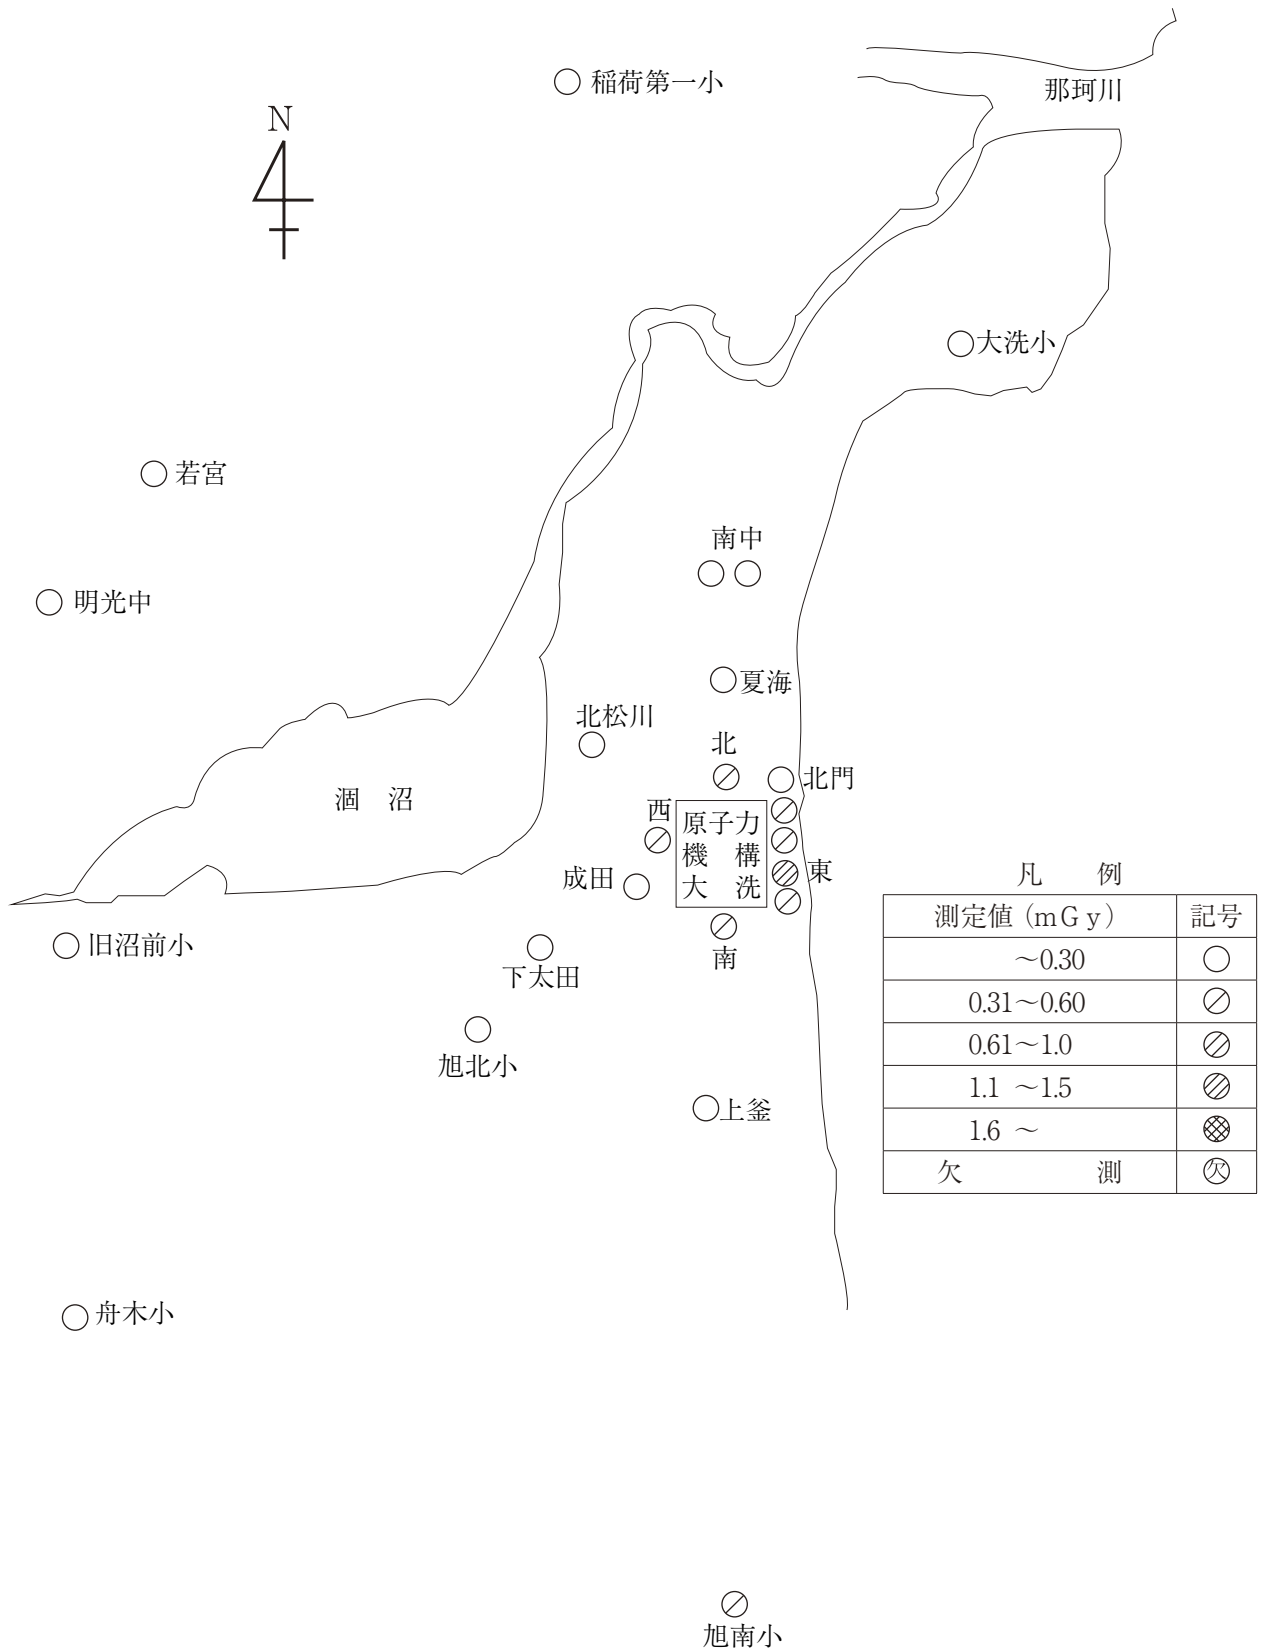 稲荷第一小
那珂川
N
大洗小
若宮
南中
明光中
夏海
北松川
北
北門
涸 沼
西
原子力
機 構
大 洗
東
成田
南
旧沼前小
下太田
旭北小
上釜
舟木小
旭南小
凡 例
測定値(mGy) 記号
～0.30
0.31～0.60
0.61～1.0
1.1 ～1.5
1.6 ～
欠 測 欠